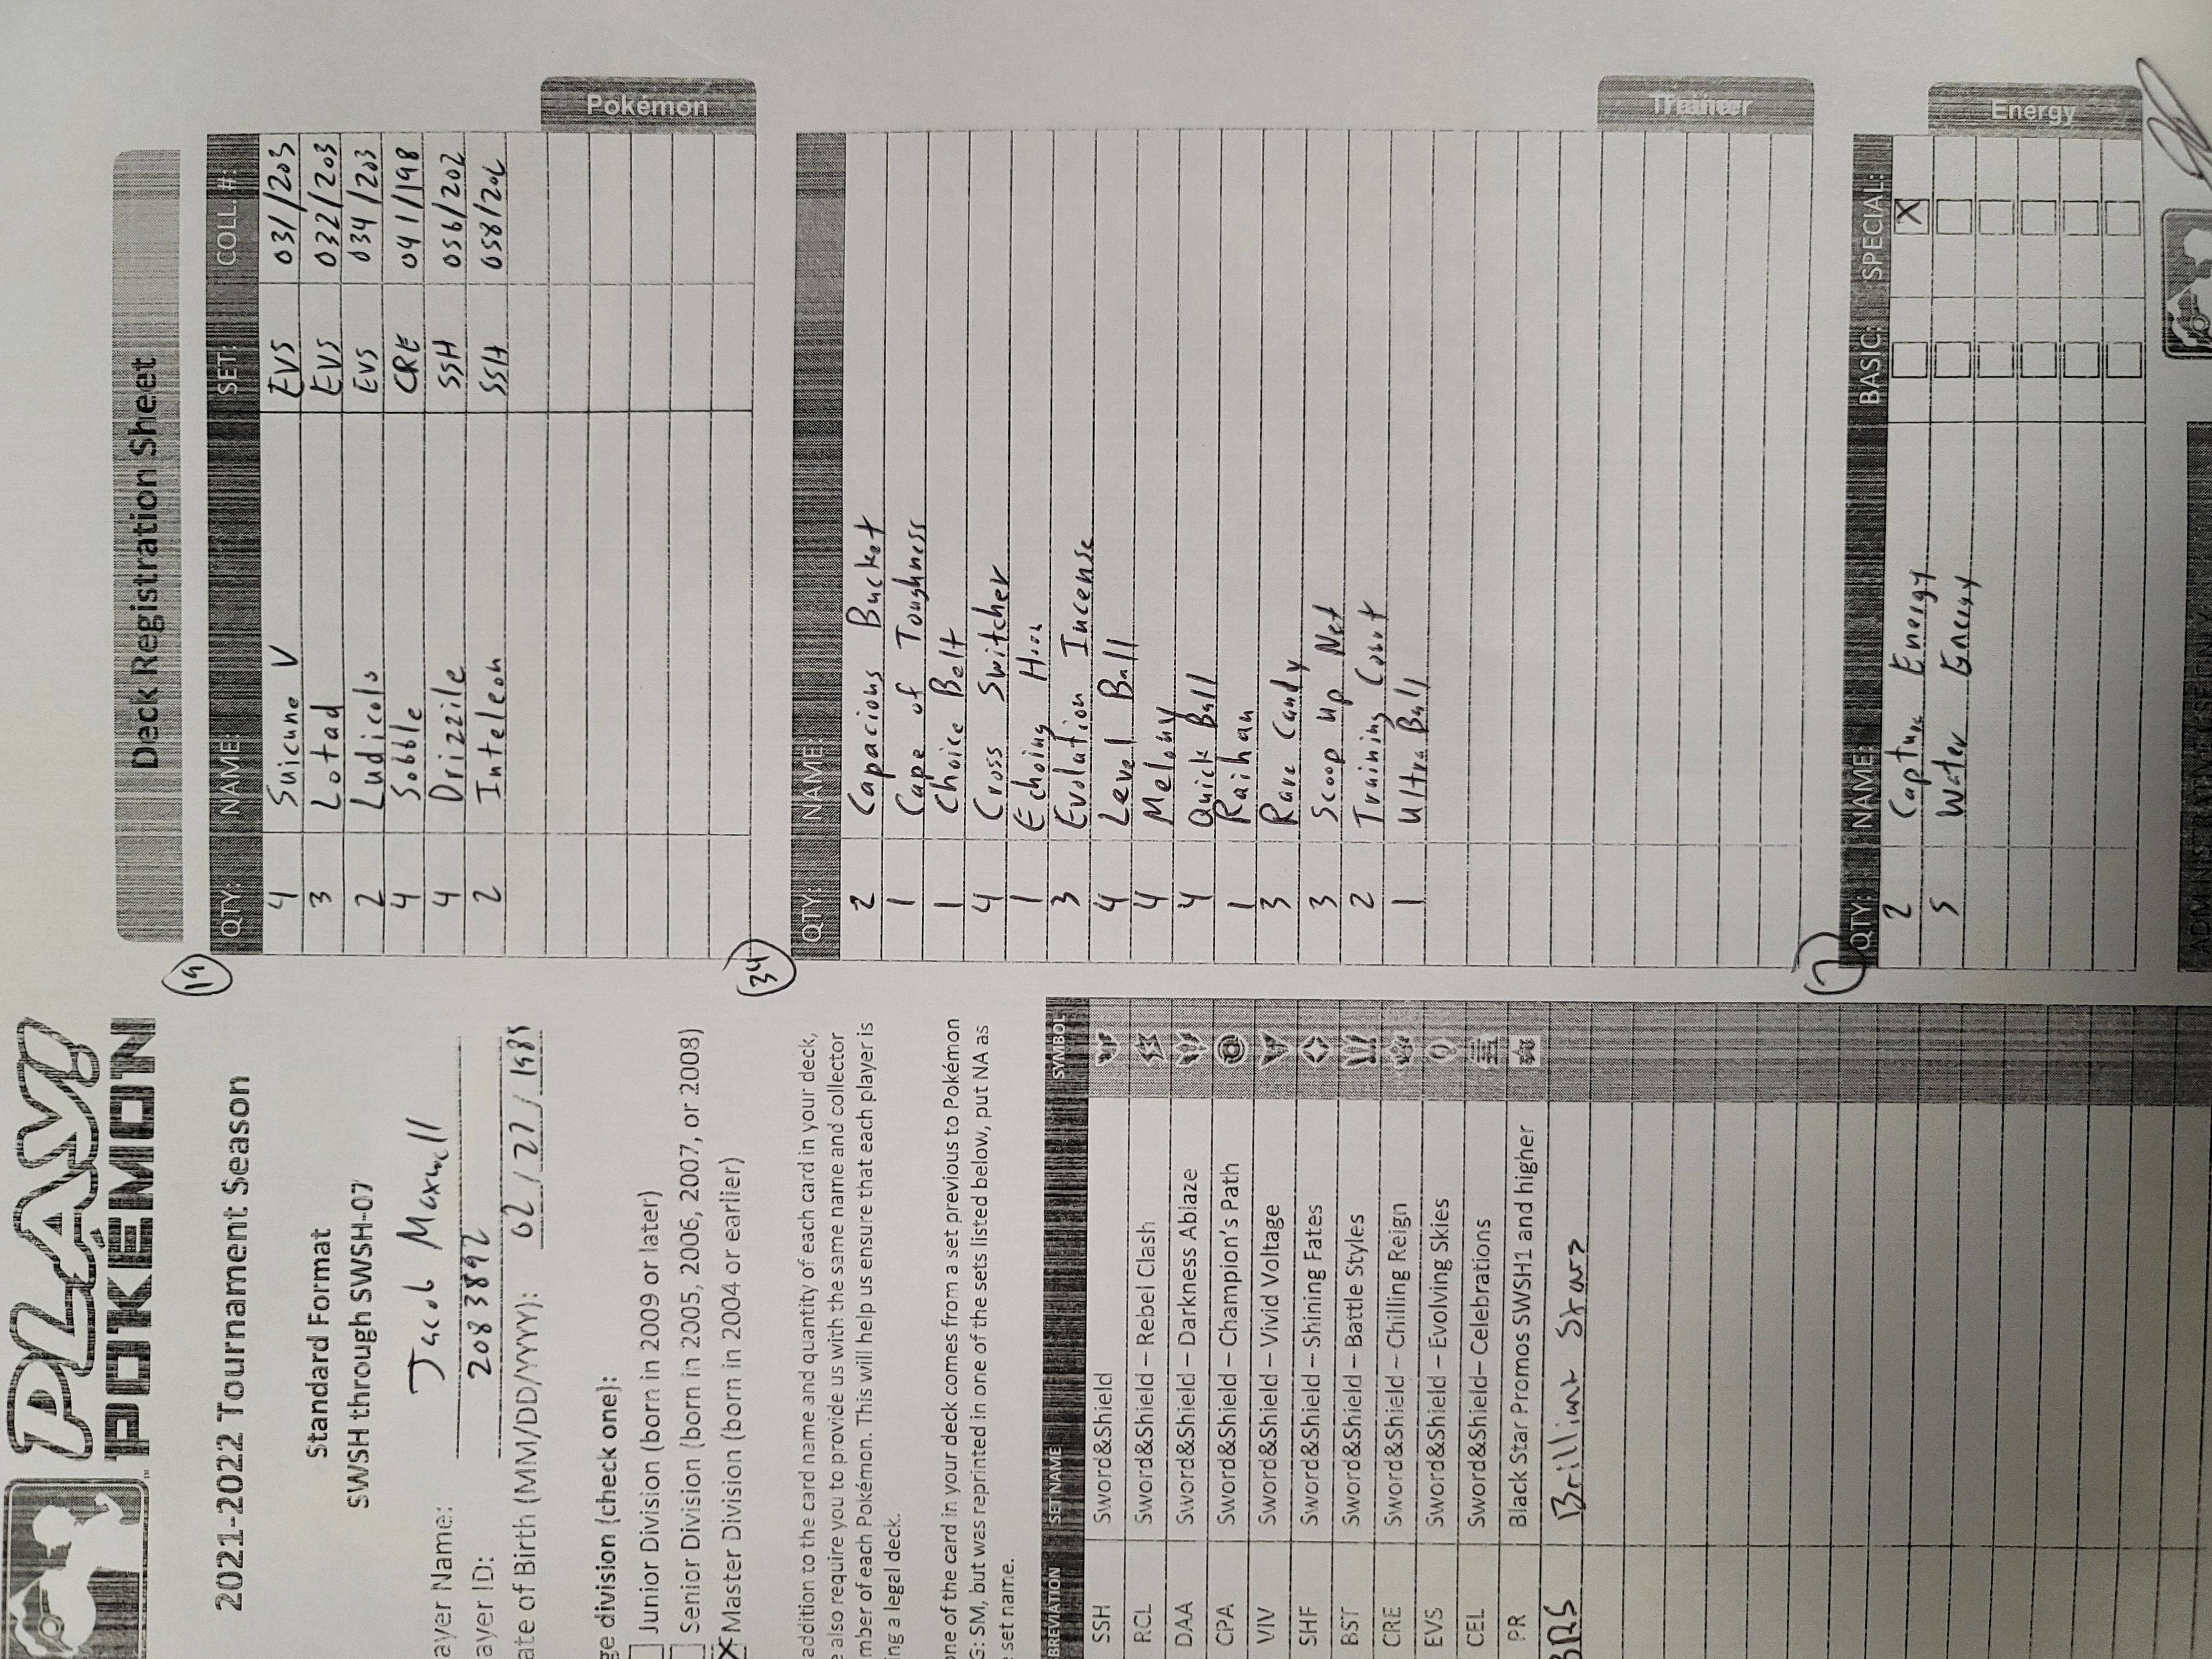 PLAY!
POKÉMON
2021-2022 Tournament Season
Standard Format
SWSH through SWSH-07
ayer Name: Jacob Maxwell
ayer ID: 2083892
ate of Birth (MM/DD/YYYY): 02 / 27 /
ge division (check one):
Junior Division (born in 2009 or later)
Senior Division (born in 2005, 2006, 2007, or 2008)
X Master Division (born in 2004 or earlier)
addition to the card name and quantity of each card in your deck,
e also require you to provide us with the same name and collector
mber of each Pokémon. This will help us ensure that each player is
ing a legal deck.
one of the card in your deck comes from a set previous to Pokémon
G: SM, but was reprinted in one of the sets listed below, put NA as
e set name.
BREVIATION SET NAME SYMBOL
SSH Sword&Shield
RCL Sword&Shield – Rebel Clash
DAA Sword&Shield – Darkness Ablaze
CPA Sword&Shield – Champion's Path
VIV Sword&Shield – Vivid Voltage
SHF Sword&Shield – Shining Fates
BST Sword&Shield – Battle Styles
CRE Sword&Shield – Chilling Reign
EVS Sword&Shield – Evolving Skies
CEL Sword&Shield– Celebrations
PR Black Star Promos SWSH1 and higher
BRS Brilliant Stars
Deck Registration Sheet
19
QTY: NAME: SET: COLL. #:
4 Suicune V EVS 031/203
3 Lotad EVS 032/203
2 Ludicolo EVS 034/203
4 Sobble CRE 041/198
4 Drizzile SSH 056/202
2 Inteleon SSH 058/202
Pokémon
34
QTY: NAME:
2 Capacious Bucket
1 Cape of Toughness
1 Choice Belt
4 Cross Switcher
1 Echoing Horn
3 Evolution Incense
4 Level Ball
4 Melony
4 Quick Ball
1 Raihan
3 Rare Candy
3 Scoop Up Net
2 Training Court
1 Ultra Ball
Trainer
7
QTY: NAME: BASIC: SPECIAL:
2 Capture Energy X
5 Water Energy
Energy